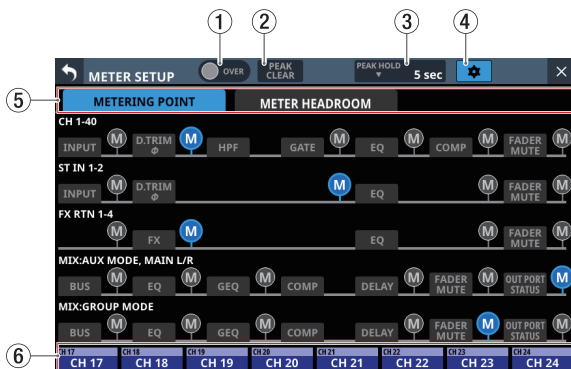 1 2 3 4
METER SETUP OVER PEAK CLEAR PEAK HOLD ▼ 5 sec ×
5
METERING POINT METER HEADROOM
CH 1-40
INPUT M D.TRIM Φ M HPF GATE M EQ M COMP M FADER MUTE M
ST IN 1-2
INPUT M D.TRIM Φ M EQ M FADER MUTE M
FX RTN 1-4
M FX M EQ M FADER MUTE M
MIX:AUX MODE, MAIN L/R
BUS M EQ M GEQ M COMP DELAY M FADER MUTE M OUT PORT STATUS M
MIX:GROUP MODE
BUS M EQ M GEQ M COMP DELAY M FADER MUTE M OUT PORT STATUS M
6
CH 17 CH 18 CH 19 CH 20 CH 21 CH 22 CH 23 CH 24
CH 17 CH 18 CH 19 CH 20 CH 21 CH 22 CH 23 CH 24